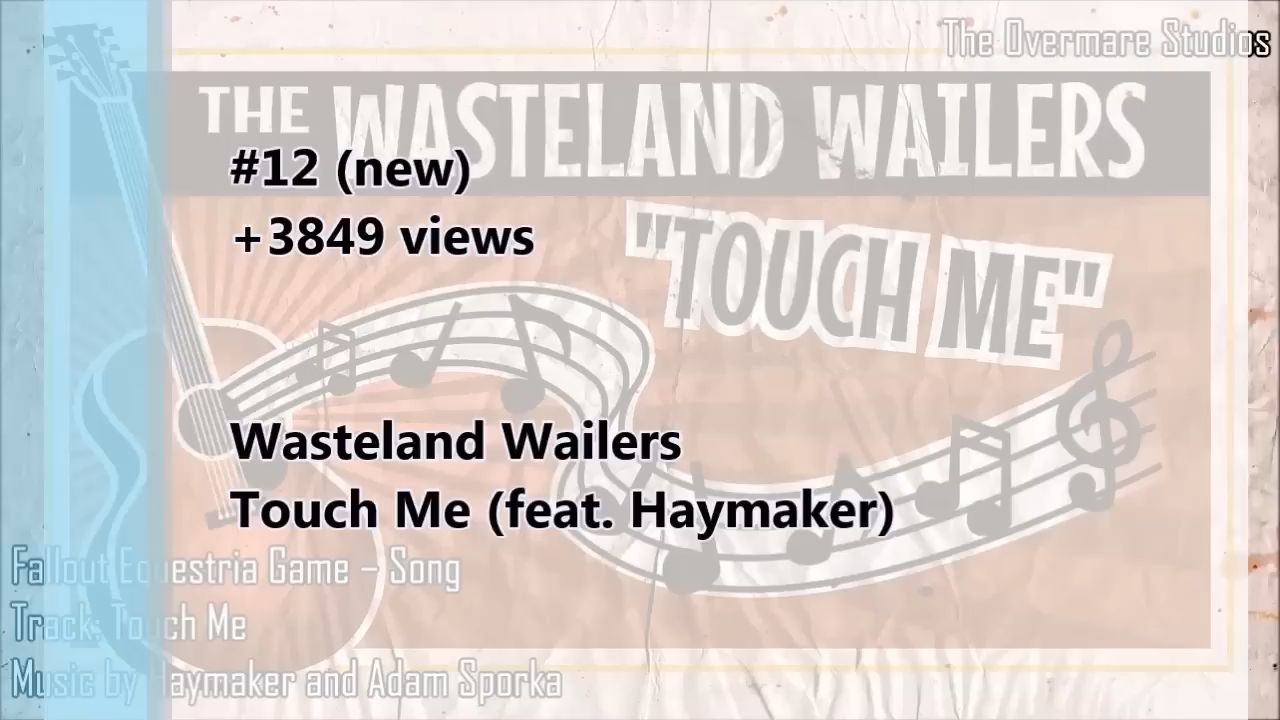 The Overmare Studios
THE WASTELAND WAILERS
#12 (new)
+3849 views
"TOUCH ME"
Wasteland Wailers
Touch Me (feat. Haymaker)
Fallout Equestria Game – Song
Track: Touch Me
Music by Haymaker and Adam Sporka